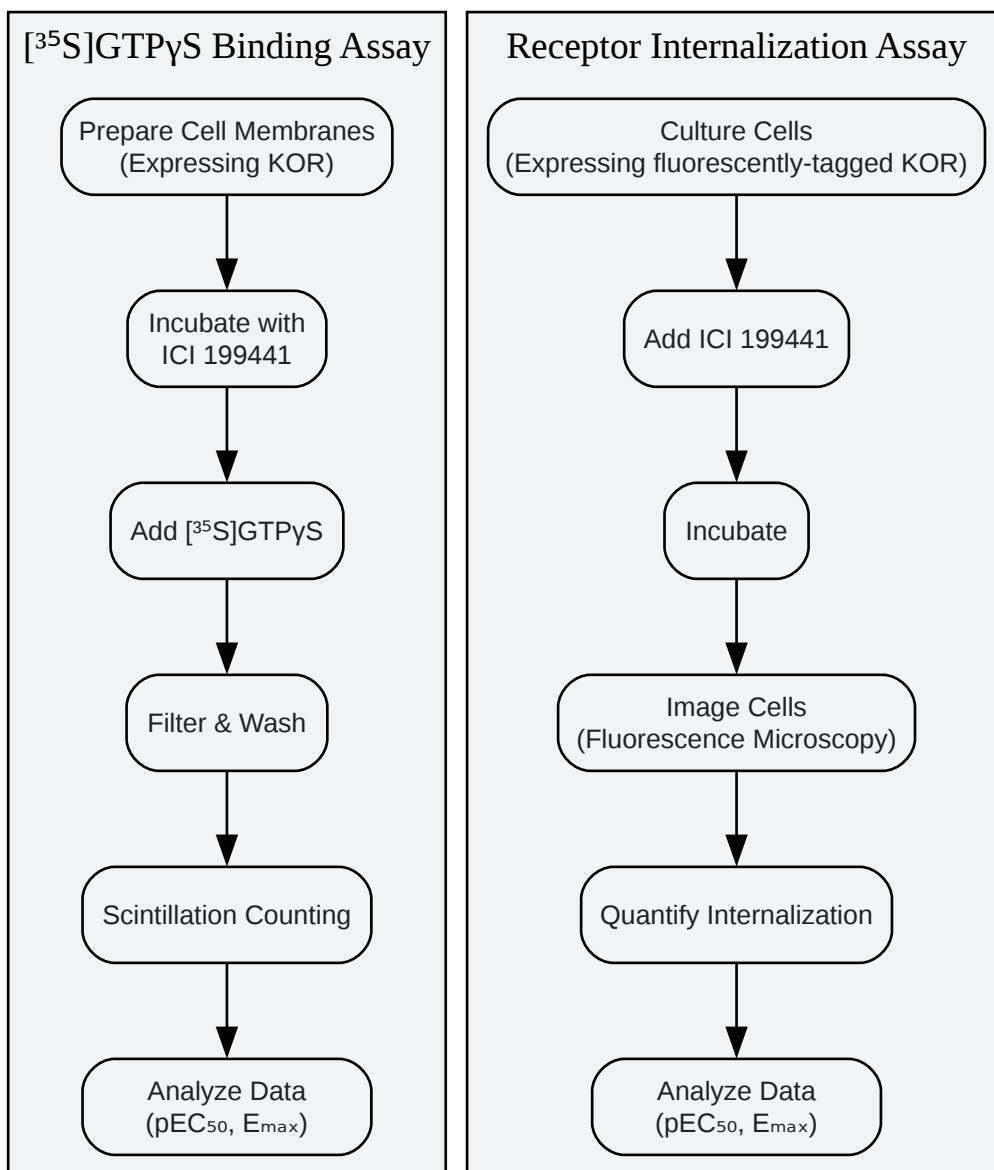 [³⁵S]GTPγS Binding Assay
Prepare Cell Membranes
(Expressing KOR)
Incubate with
ICI 199441
Add [³⁵S]GTPγS
Filter & Wash
Scintillation Counting
Analyze Data
(pEC₅₀, Eₘₐₓ)
Receptor Internalization Assay
Culture Cells
(Expressing fluorescently-tagged KOR)
Add ICI 199441
Incubate
Image Cells
(Fluorescence Microscopy)
Quantify Internalization
Analyze Data
(pEC₅₀, Eₘₐₓ)